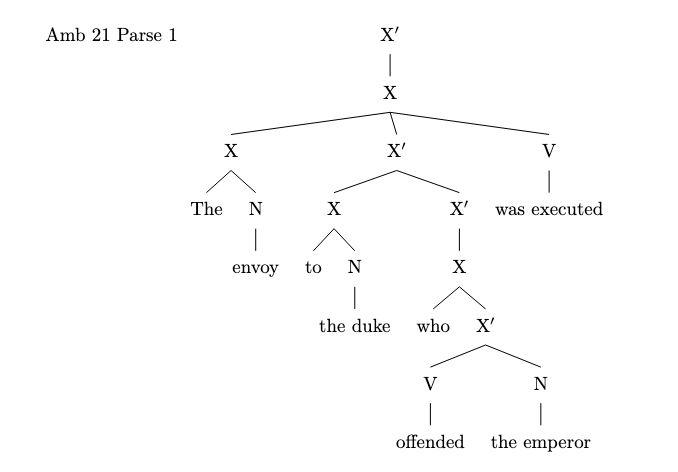 Amb 21 Parse 1
X′
X
X X′ V
The N X X′ was executed
envoy to N X
the duke who X′
V N
offended the emperor